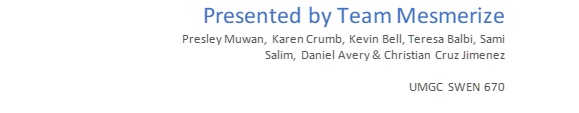 Presented by Team Mesmerize
Presley Muwan, Karen Crumb, Kevin Bell, Teresa Balbi, Sami
Salim, Daniel Avery & Christian Cruz Jimenez
UMGC SWEN 670